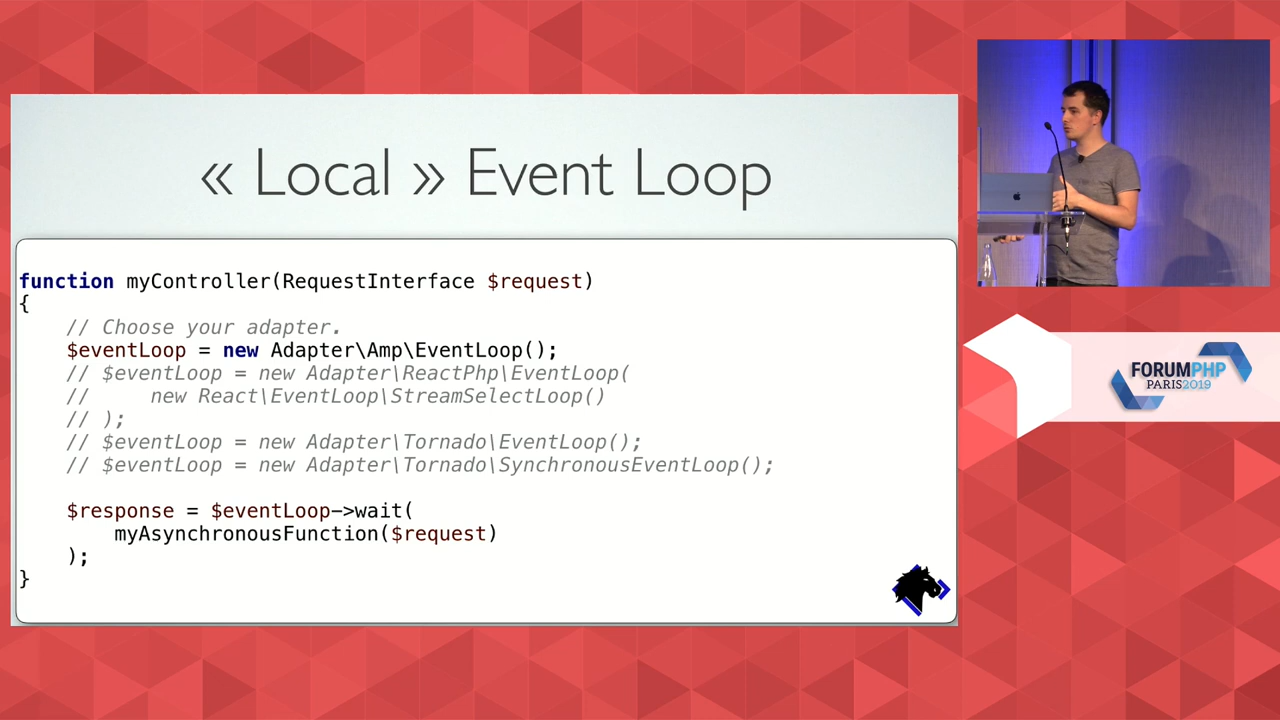 « Local » Event Loop
function myController(RequestInterface $request)
{
// Choose your adapter.
$eventLoop = new Adapter\Amp\EventLoop();
// $eventLoop = new Adapter\ReactPhp\EventLoop(
// new React\EventLoop\StreamSelectLoop()
// );
// $eventLoop = new Adapter\Tornado\EventLoop();
// $eventLoop = new Adapter\Tornado\SynchronousEventLoop();
$response = $eventLoop->wait(
myAsynchronousFunction($request)
);
}
FORUMPHP
PARIS2019